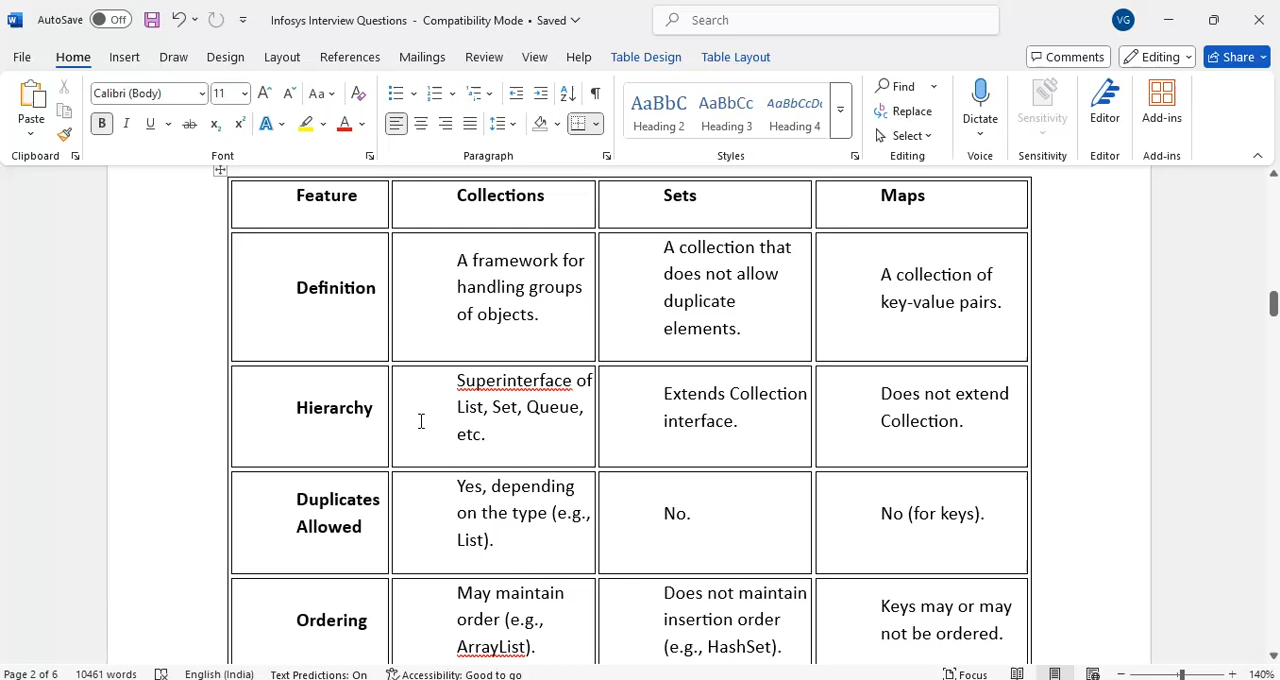 AutoSave Off Infosys Interview Questions - Compatibility Mode • Saved Search VG
File Home Insert Draw Design Layout References Mailings Review View Help Table Design Table Layout Comments Editing Share
Paste Calibri (Body) 11 Aa AaBbC AaBbCc AaBbCcDc Find Replace Select Dictate Sensitivity Editor Add-ins
B I U ab x₂ x² A A Heading 2 Heading 3 Heading 4
Clipboard Font Paragraph Styles Editing Voice Sensitivity Editor Add-ins
Feature Collections Sets Maps
Definition
A framework for
handling groups
of objects.
A collection that
does not allow
duplicate
elements.
A collection of
key-value pairs.
Hierarchy
Superinterface of
List, Set, Queue,
etc.
Extends Collection
interface.
Does not extend
Collection.
Duplicates
Allowed
Yes, depending
on the type (e.g.,
List).
No.
No (for keys).
Ordering
May maintain
order (e.g.,
ArrayList).
Does not maintain
insertion order
(e.g., HashSet).
Keys may or may
not be ordered.
Page 2 of 6 10461 words English (India) Text Predictions: On Accessibility: Good to go Focus 140%